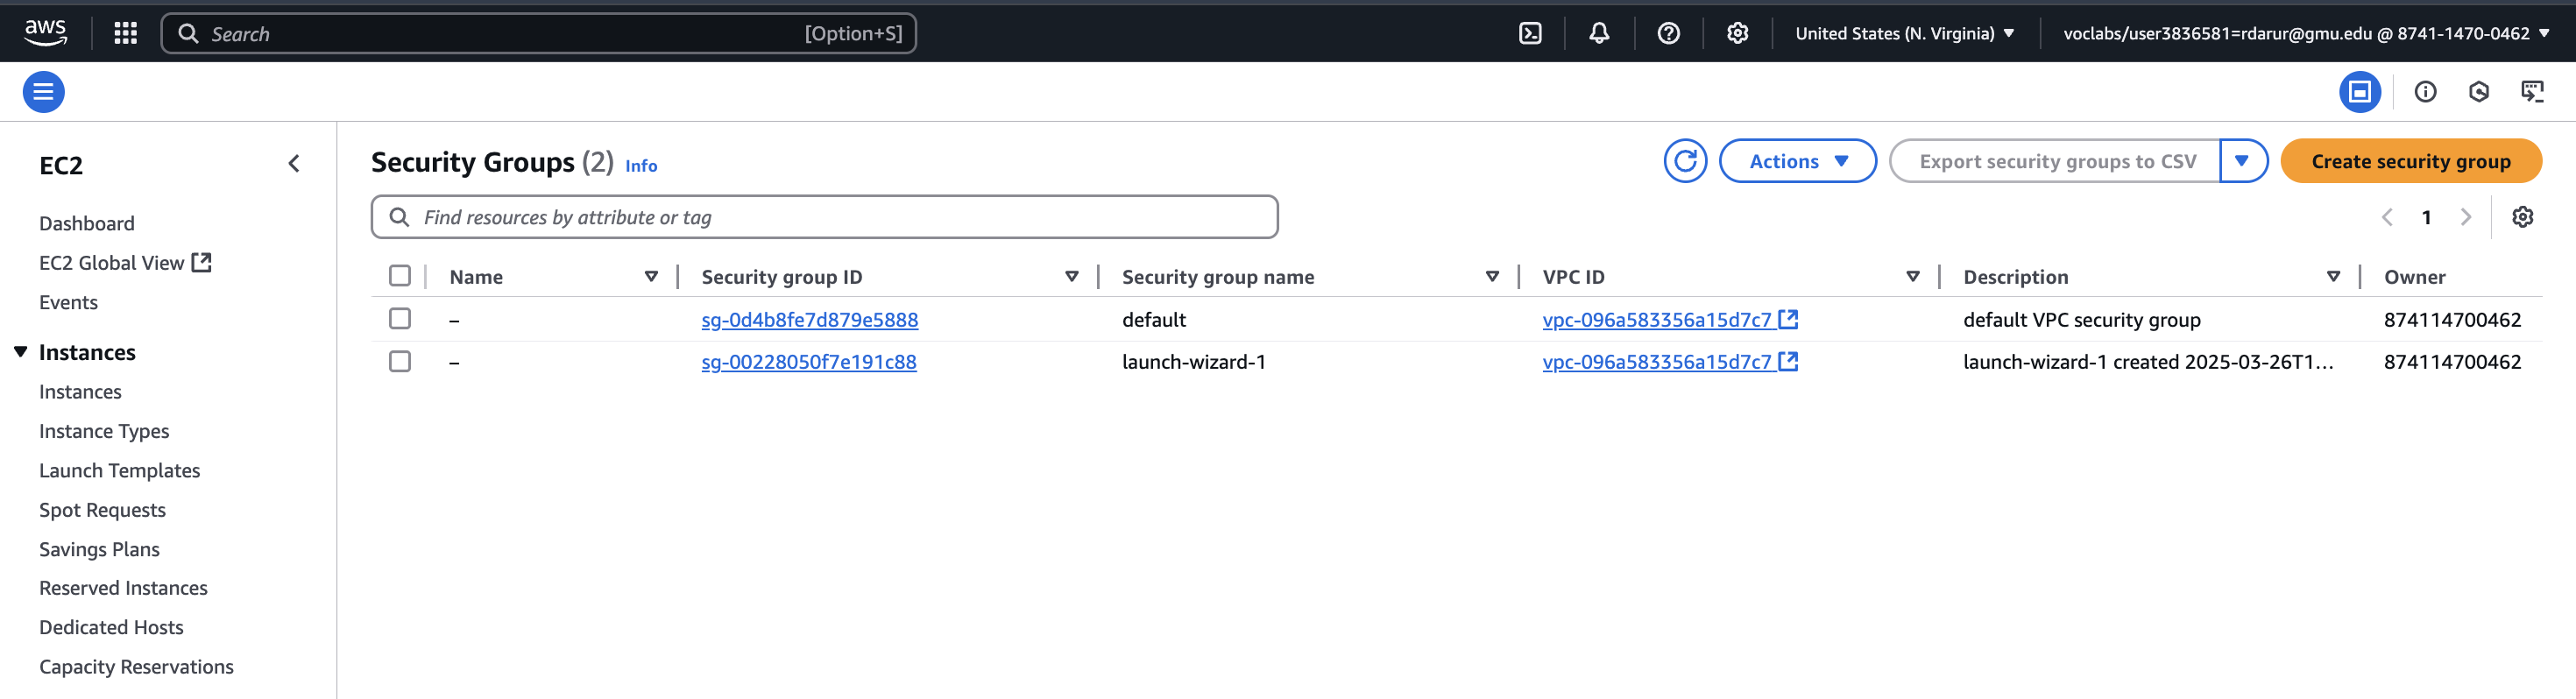 aws
Search [Option+S]
United States (N. Virginia)
voclabs/user3836581=rdarur@gmu.edu @ 8741-1470-0462
EC2
Dashboard
EC2 Global View
Events
Instances
Instances
Instance Types
Launch Templates
Spot Requests
Savings Plans
Reserved Instances
Dedicated Hosts
Capacity Reservations
Security Groups (2) Info
Actions
Export security groups to CSV
Create security group
Find resources by attribute or tag
1
Name Security group ID Security group name VPC ID Description Owner
– sg-0d4b8fe7d879e5888 default vpc-096a583356a15d7c7 default VPC security group 874114700462
– sg-00228050f7e191c88 launch-wizard-1 vpc-096a583356a15d7c7 launch-wizard-1 created 2025-03-26T1... 874114700462